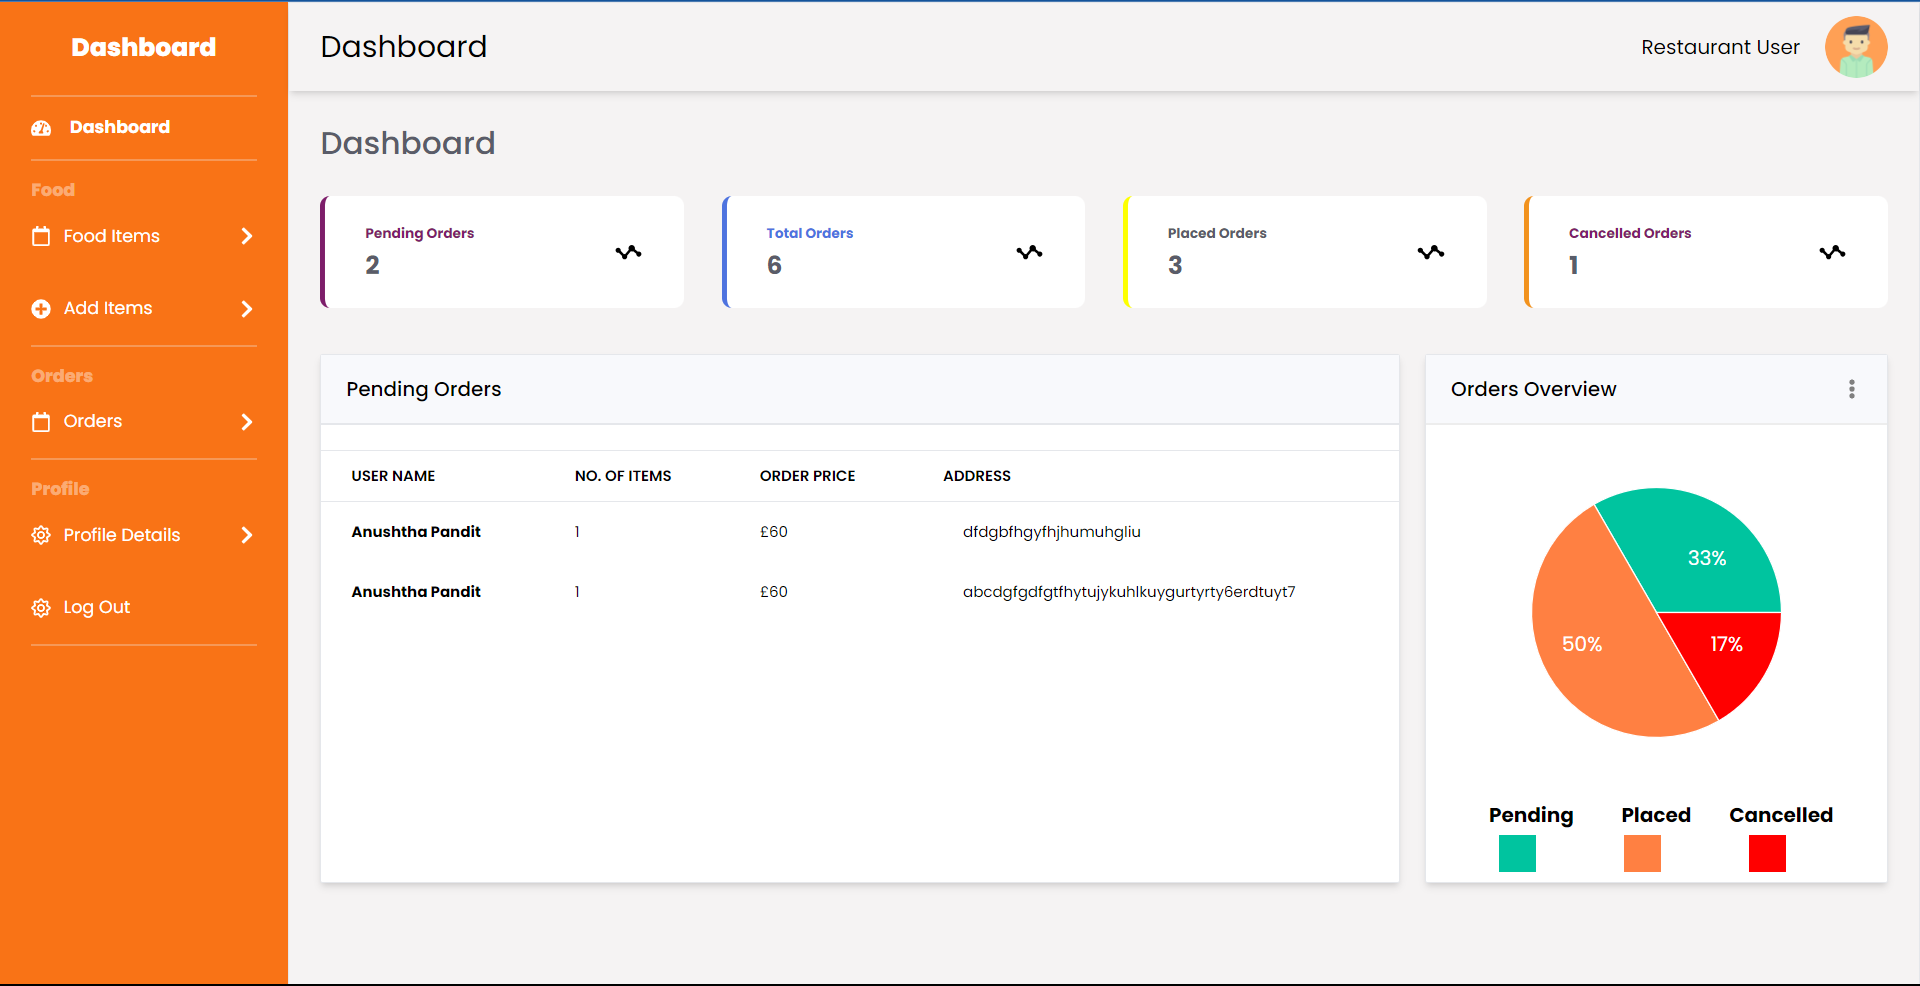 Dashboard
Dashboard
Food
Food Items
Add Items
Orders
Orders
Profile
Profile Details
Log Out
Dashboard
Restaurant User
Dashboard
Pending Orders
2
Total Orders
6
Placed Orders
3
Cancelled Orders
1
Pending Orders
USER NAME NO. OF ITEMS ORDER PRICE ADDRESS
Anushtha Pandit 1 £60 dfdgbfhgyfhjhumuhgliu
Anushtha Pandit 1 £60 abcdgfgdfgtfhytujykuhlkuygurtyrty6erdtuyt7
Orders Overview
33%
50%
17%
Pending Placed Cancelled